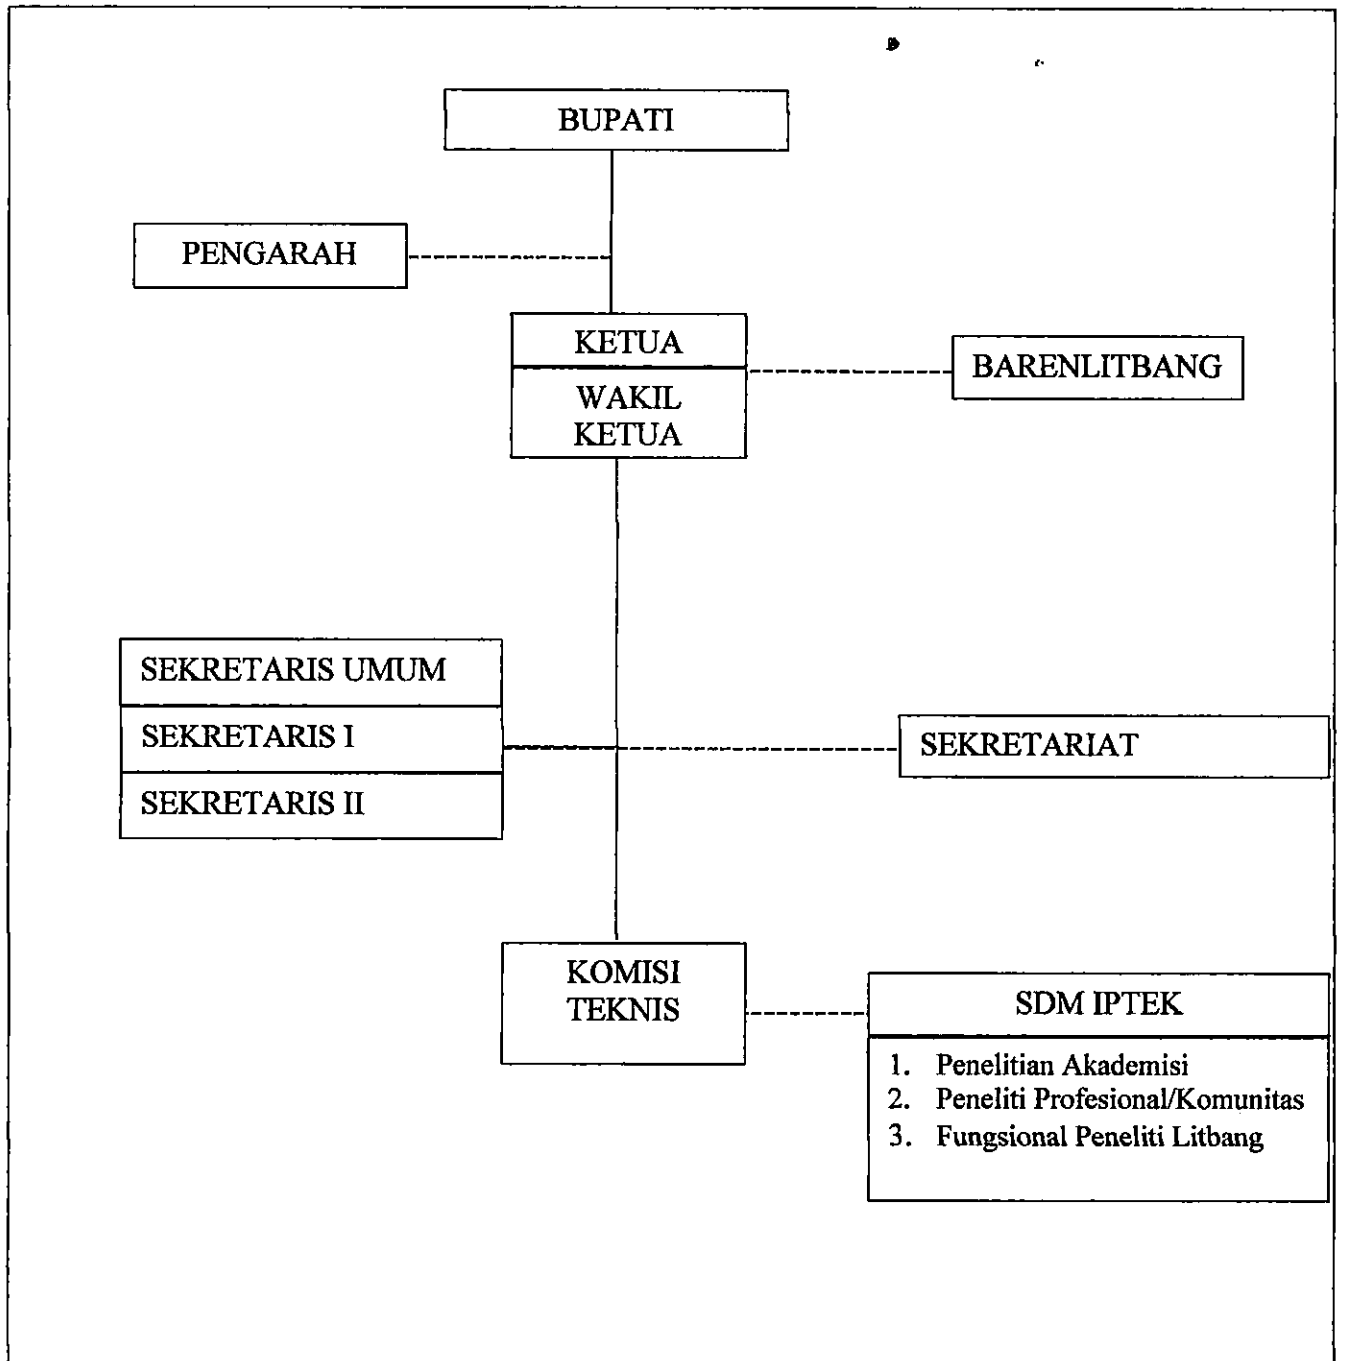 BUPATI
PENGARAH
KETUA
WAKIL
KETUA
BARENLITBANG
SEKRETARIS UMUM
SEKRETARIS I
SEKRETARIS II
SEKRETARIAT
KOMISI
TEKNIS
SDM IPTEK
1. Penelitian Akademisi
2. Peneliti Profesional/Komunitas
3. Fungsional Peneliti Litbang